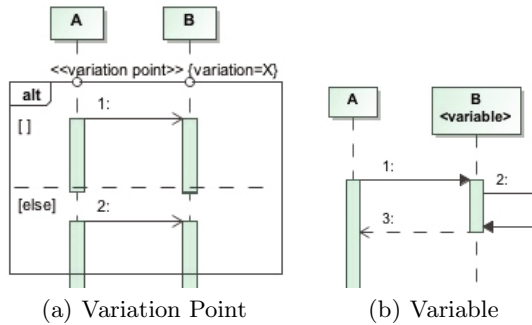 A B
<<variation point>> {variation=X}
alt
1:
[ ]
[else]
2:
(a) Variation Point
A B
<variable>
1:
2:
3:
(b) Variable